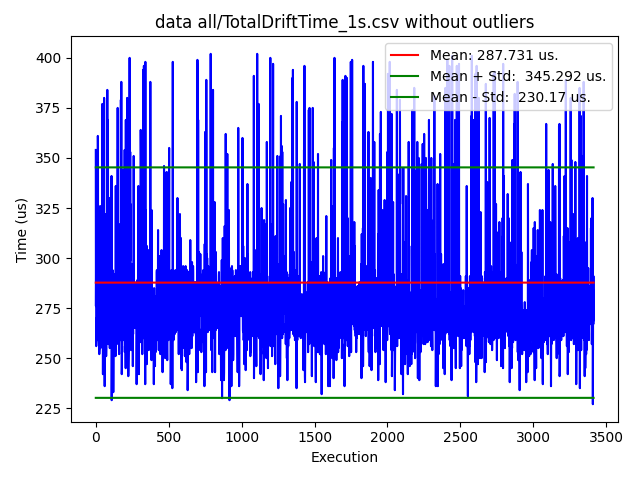 data all/TotalDriftTime_1s.csv without outliers
Mean: 287.731 us.
Mean + Std:  345.292 us.
Mean - Std:  230.17 us.
Time (us)
400
375
350
325
300
275
250
225
0
500
1000
1500
2000
2500
3000
3500
Execution